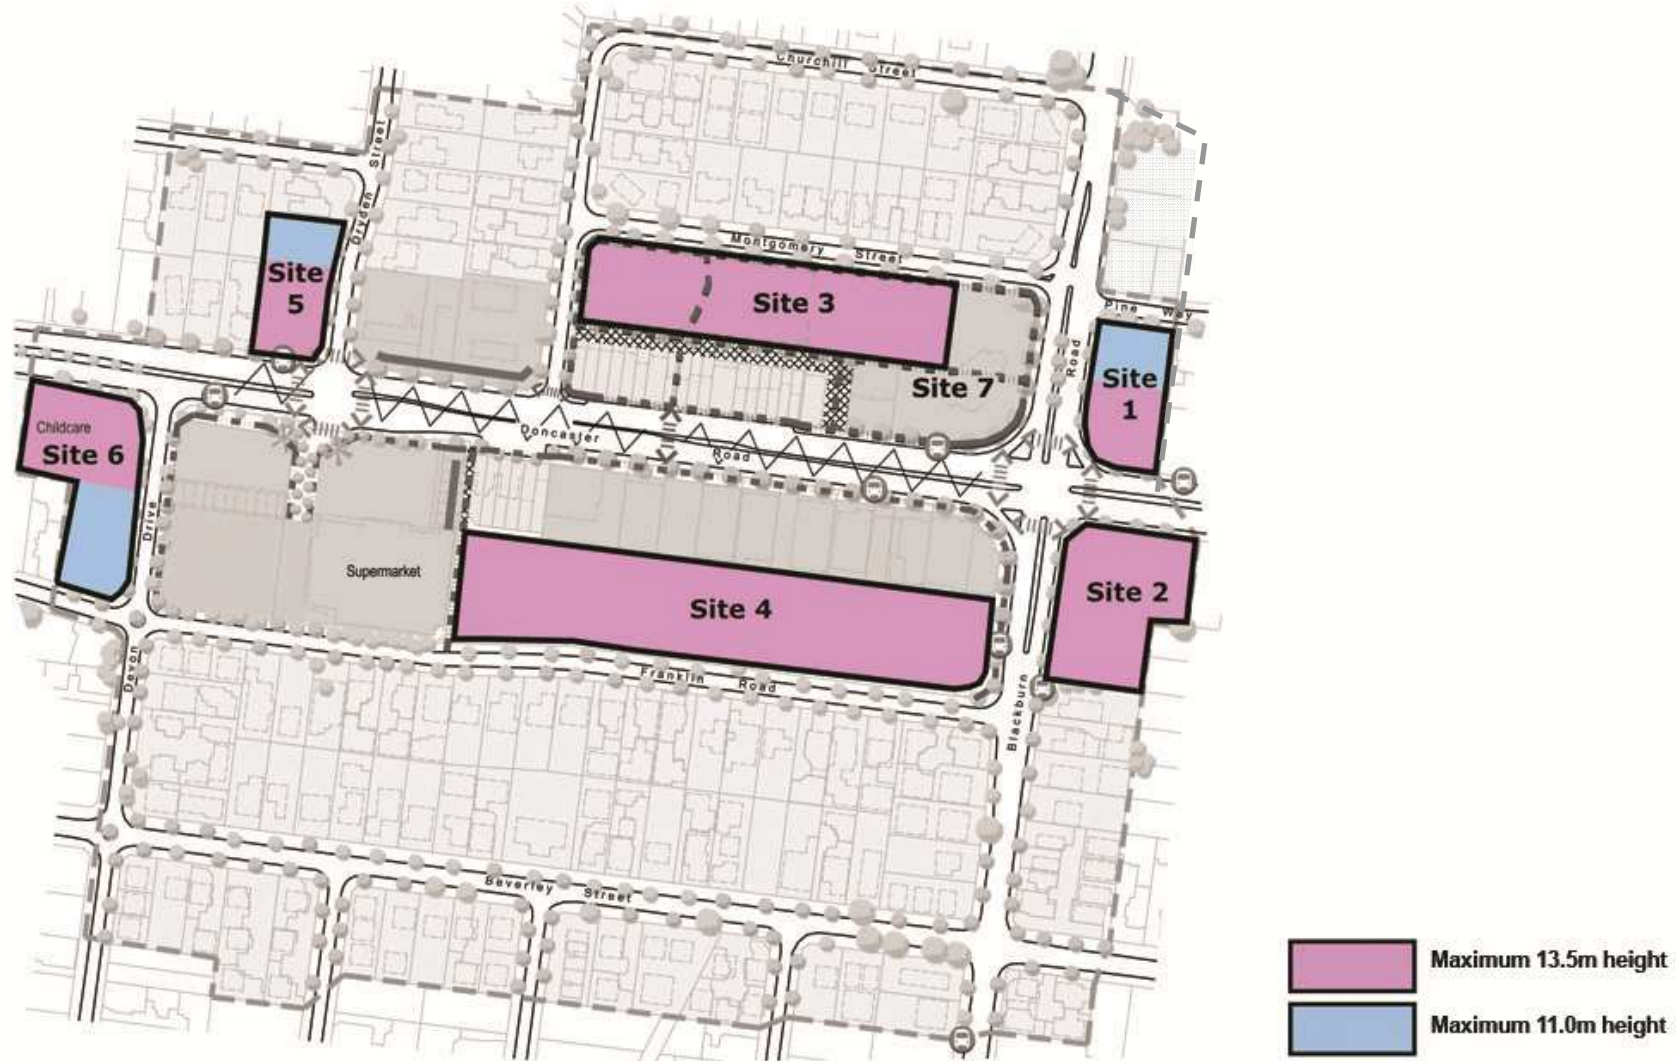 Churchill Street
Dryden Street
Montgomery Street
Site
5
Site 3
Pine Way
Road
Site
1
Site 7
Childcare
Site 6
Doncaster
Road
Drive
Supermarket
Site 4
Site 2
Devon
Franklin Road
Blackburn
Beverley Street
Maximum 13.5m height
Maximum 11.0m height